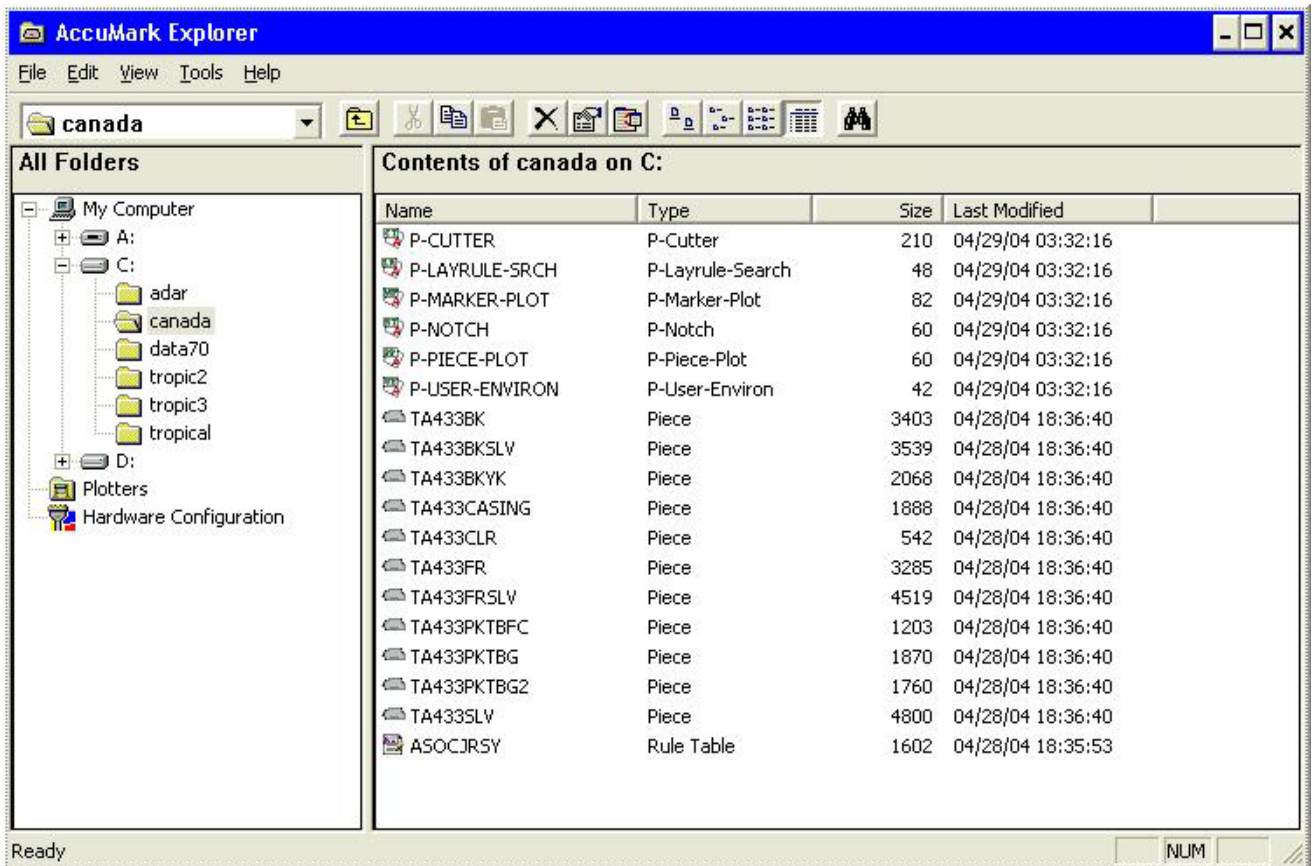 AccuMark Explorer
File Edit View Tools Help
canada
All Folders
My Computer
A:
C:
adar
canada
data70
tropic2
tropic3
tropical
D:
Plotters
Hardware Configuration
Contents of canada on C:
Name Type Size Last Modified
P-CUTTER P-Cutter 210 04/29/04 03:32:16
P-LAYRULE-SRCH P-Layrule-Search 48 04/29/04 03:32:16
P-MARKER-PLOT P-Marker-Plot 82 04/29/04 03:32:16
P-NOTCH P-Notch 60 04/29/04 03:32:16
P-PIECE-PLOT P-Piece-Plot 60 04/29/04 03:32:16
P-USER-ENVIRON P-User-Environ 42 04/29/04 03:32:16
TA433BK Piece 3403 04/28/04 18:36:40
TA433BKSLV Piece 3539 04/28/04 18:36:40
TA433BKYK Piece 2068 04/28/04 18:36:40
TA433CASING Piece 1888 04/28/04 18:36:40
TA433CLR Piece 542 04/28/04 18:36:40
TA433FR Piece 3285 04/28/04 18:36:40
TA433FRSLV Piece 4519 04/28/04 18:36:40
TA433PKTBFC Piece 1203 04/28/04 18:36:40
TA433PKTBG Piece 1870 04/28/04 18:36:40
TA433PKTBG2 Piece 1760 04/28/04 18:36:40
TA433SLV Piece 4800 04/28/04 18:36:40
ASOCJRSY Rule Table 1602 04/28/04 18:35:53
Ready NUM